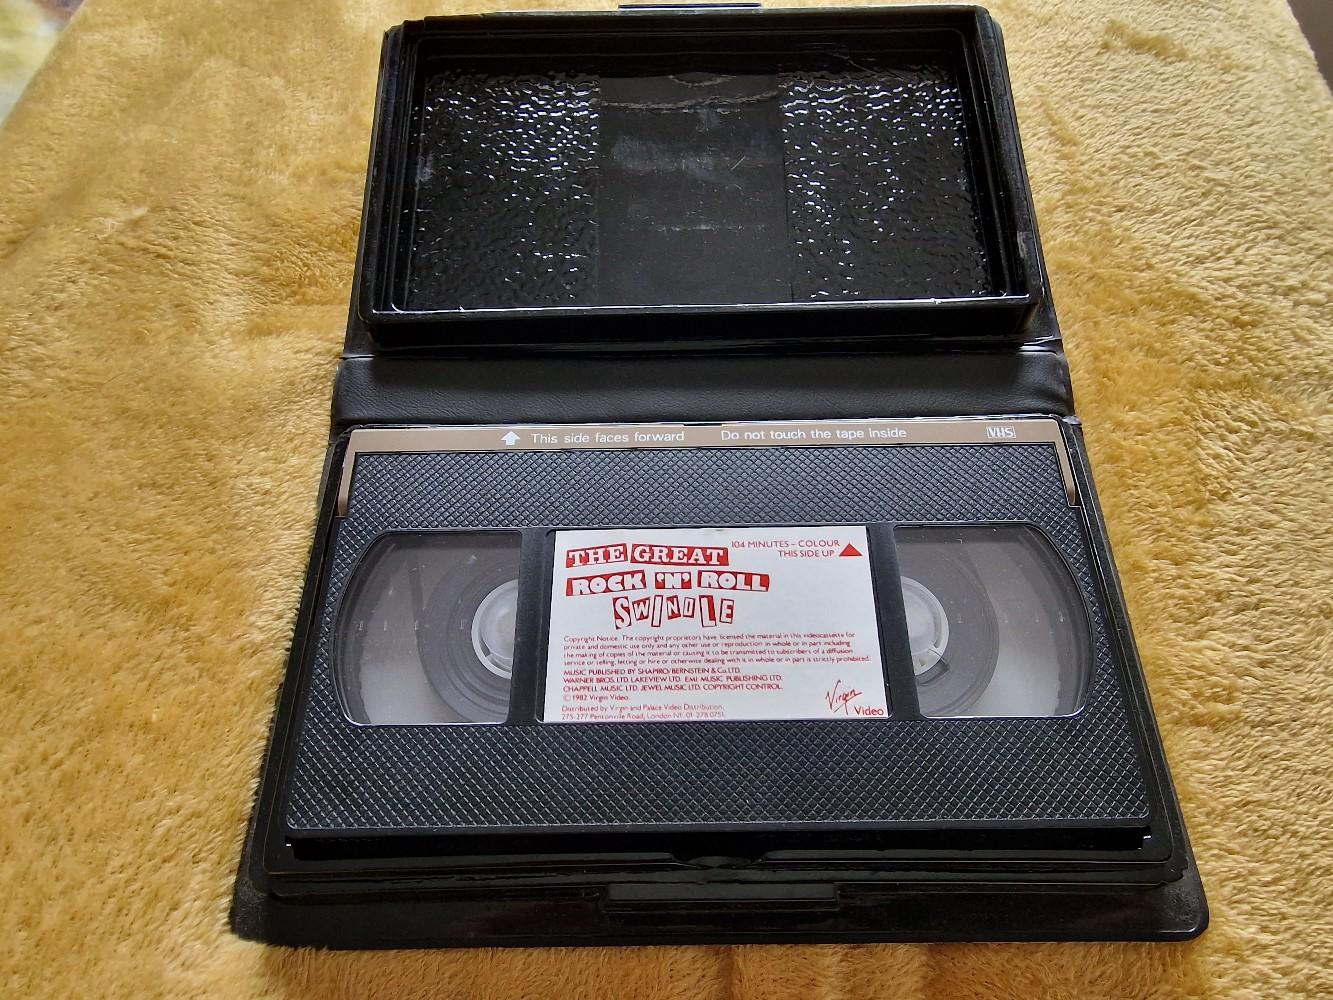 This side faces forward Do not touch the tape inside VHS
THE GREAT
ROCK 'N' ROLL
SWINDLE
104 MINUTES – COLOUR
THIS SIDE UP
Copyright Notice: The copyright proprietors have licensed the material in this videocassette for
private and domestic use only and any other use or reproduction in whole or in part including
the making of copies of the material or causing it to be transmitted to subscribers of a diffusion
service or selling, letting or hire or otherwise dealing with it in whole or in part is strictly prohibited.
MUSIC PUBLISHED BY SHAPIRO/BERNSTEIN & Co. LTD.
WARNER BROS. LTD. LAKEVIEW LTD. EMI MUSIC PUBLISHING LTD.
CHAPPELL MUSIC LTD. JEWEL MUSIC LTD. COPYRIGHT CONTROL.
© 1982 Virgin Video.
Distributed by Virgin and Palace Video Distribution,
275-277 Pentonville Road, London N1. 01-278 0751.
Virgin
Video